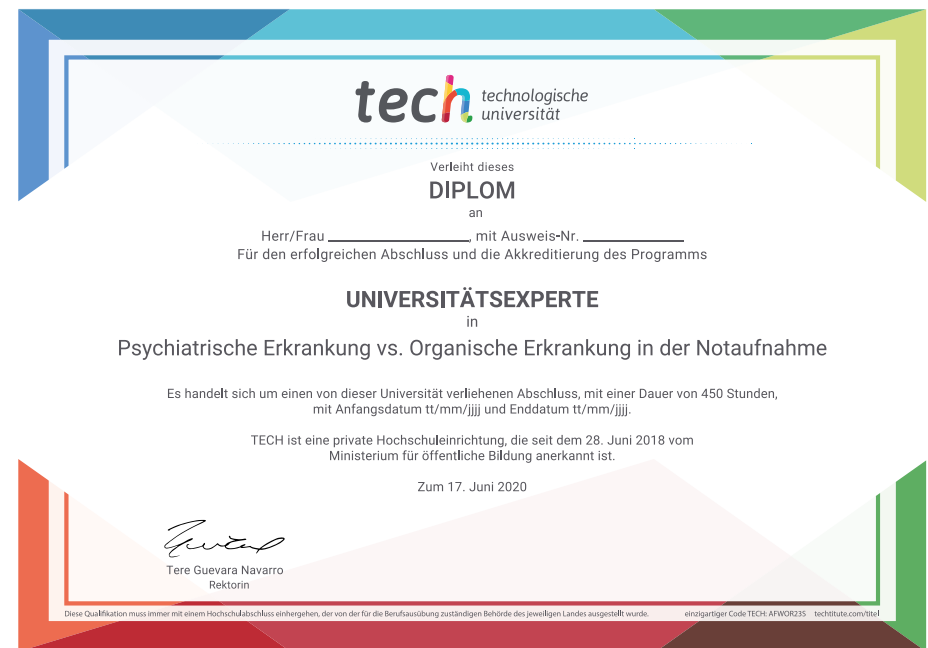 tech technologische
universität
Verleiht dieses
DIPLOM
an
Herr/Frau ____________________, mit Ausweis-Nr. ______________
Für den erfolgreichen Abschluss und die Akkreditierung des Programms
UNIVERSITÄTSEXPERTE
in
Psychiatrische Erkrankung vs. Organische Erkrankung in der Notaufnahme
Es handelt sich um einen von dieser Universität verliehenen Abschluss, mit einer Dauer von 450 Stunden,
mit Anfangsdatum tt/mm/jjjj und Enddatum tt/mm/jjjj.
TECH ist eine private Hochschuleinrichtung, die seit dem 28. Juni 2018 vom
Ministerium für öffentliche Bildung anerkannt ist.
Zum 17. Juni 2020
Tere Guevara Navarro
Rektorin
Diese Qualifikation muss immer mit einem Hochschulabschluss einhergehen, der von der für die Berufsausübung zuständigen Behörde des jeweiligen Landes ausgestellt wurde. einzigartiger Code TECH: AFWOR23S techtitute.com/titel